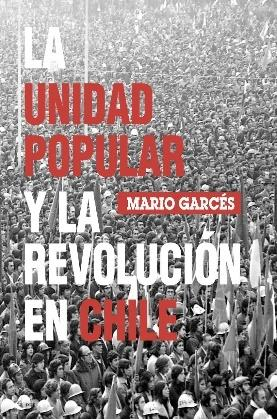 LA
UNIDAD
POPULAR
MARIO GARCÉS
Y LA
REVOLUCIÓN
EN CHILE